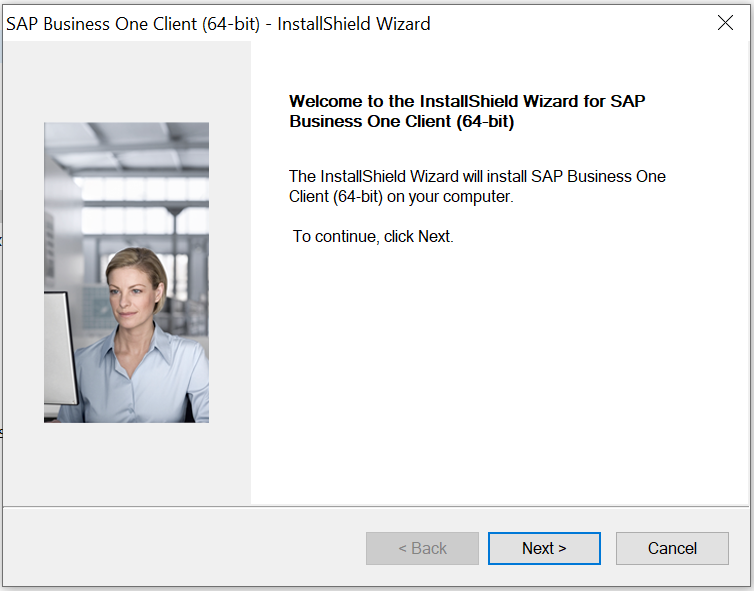 SAP Business One Client (64-bit) - InstallShield Wizard
Welcome to the InstallShield Wizard for SAP
Business One Client (64-bit)
The InstallShield Wizard will install SAP Business One
Client (64-bit) on your computer.
To continue, click Next.
< Back
Next >
Cancel